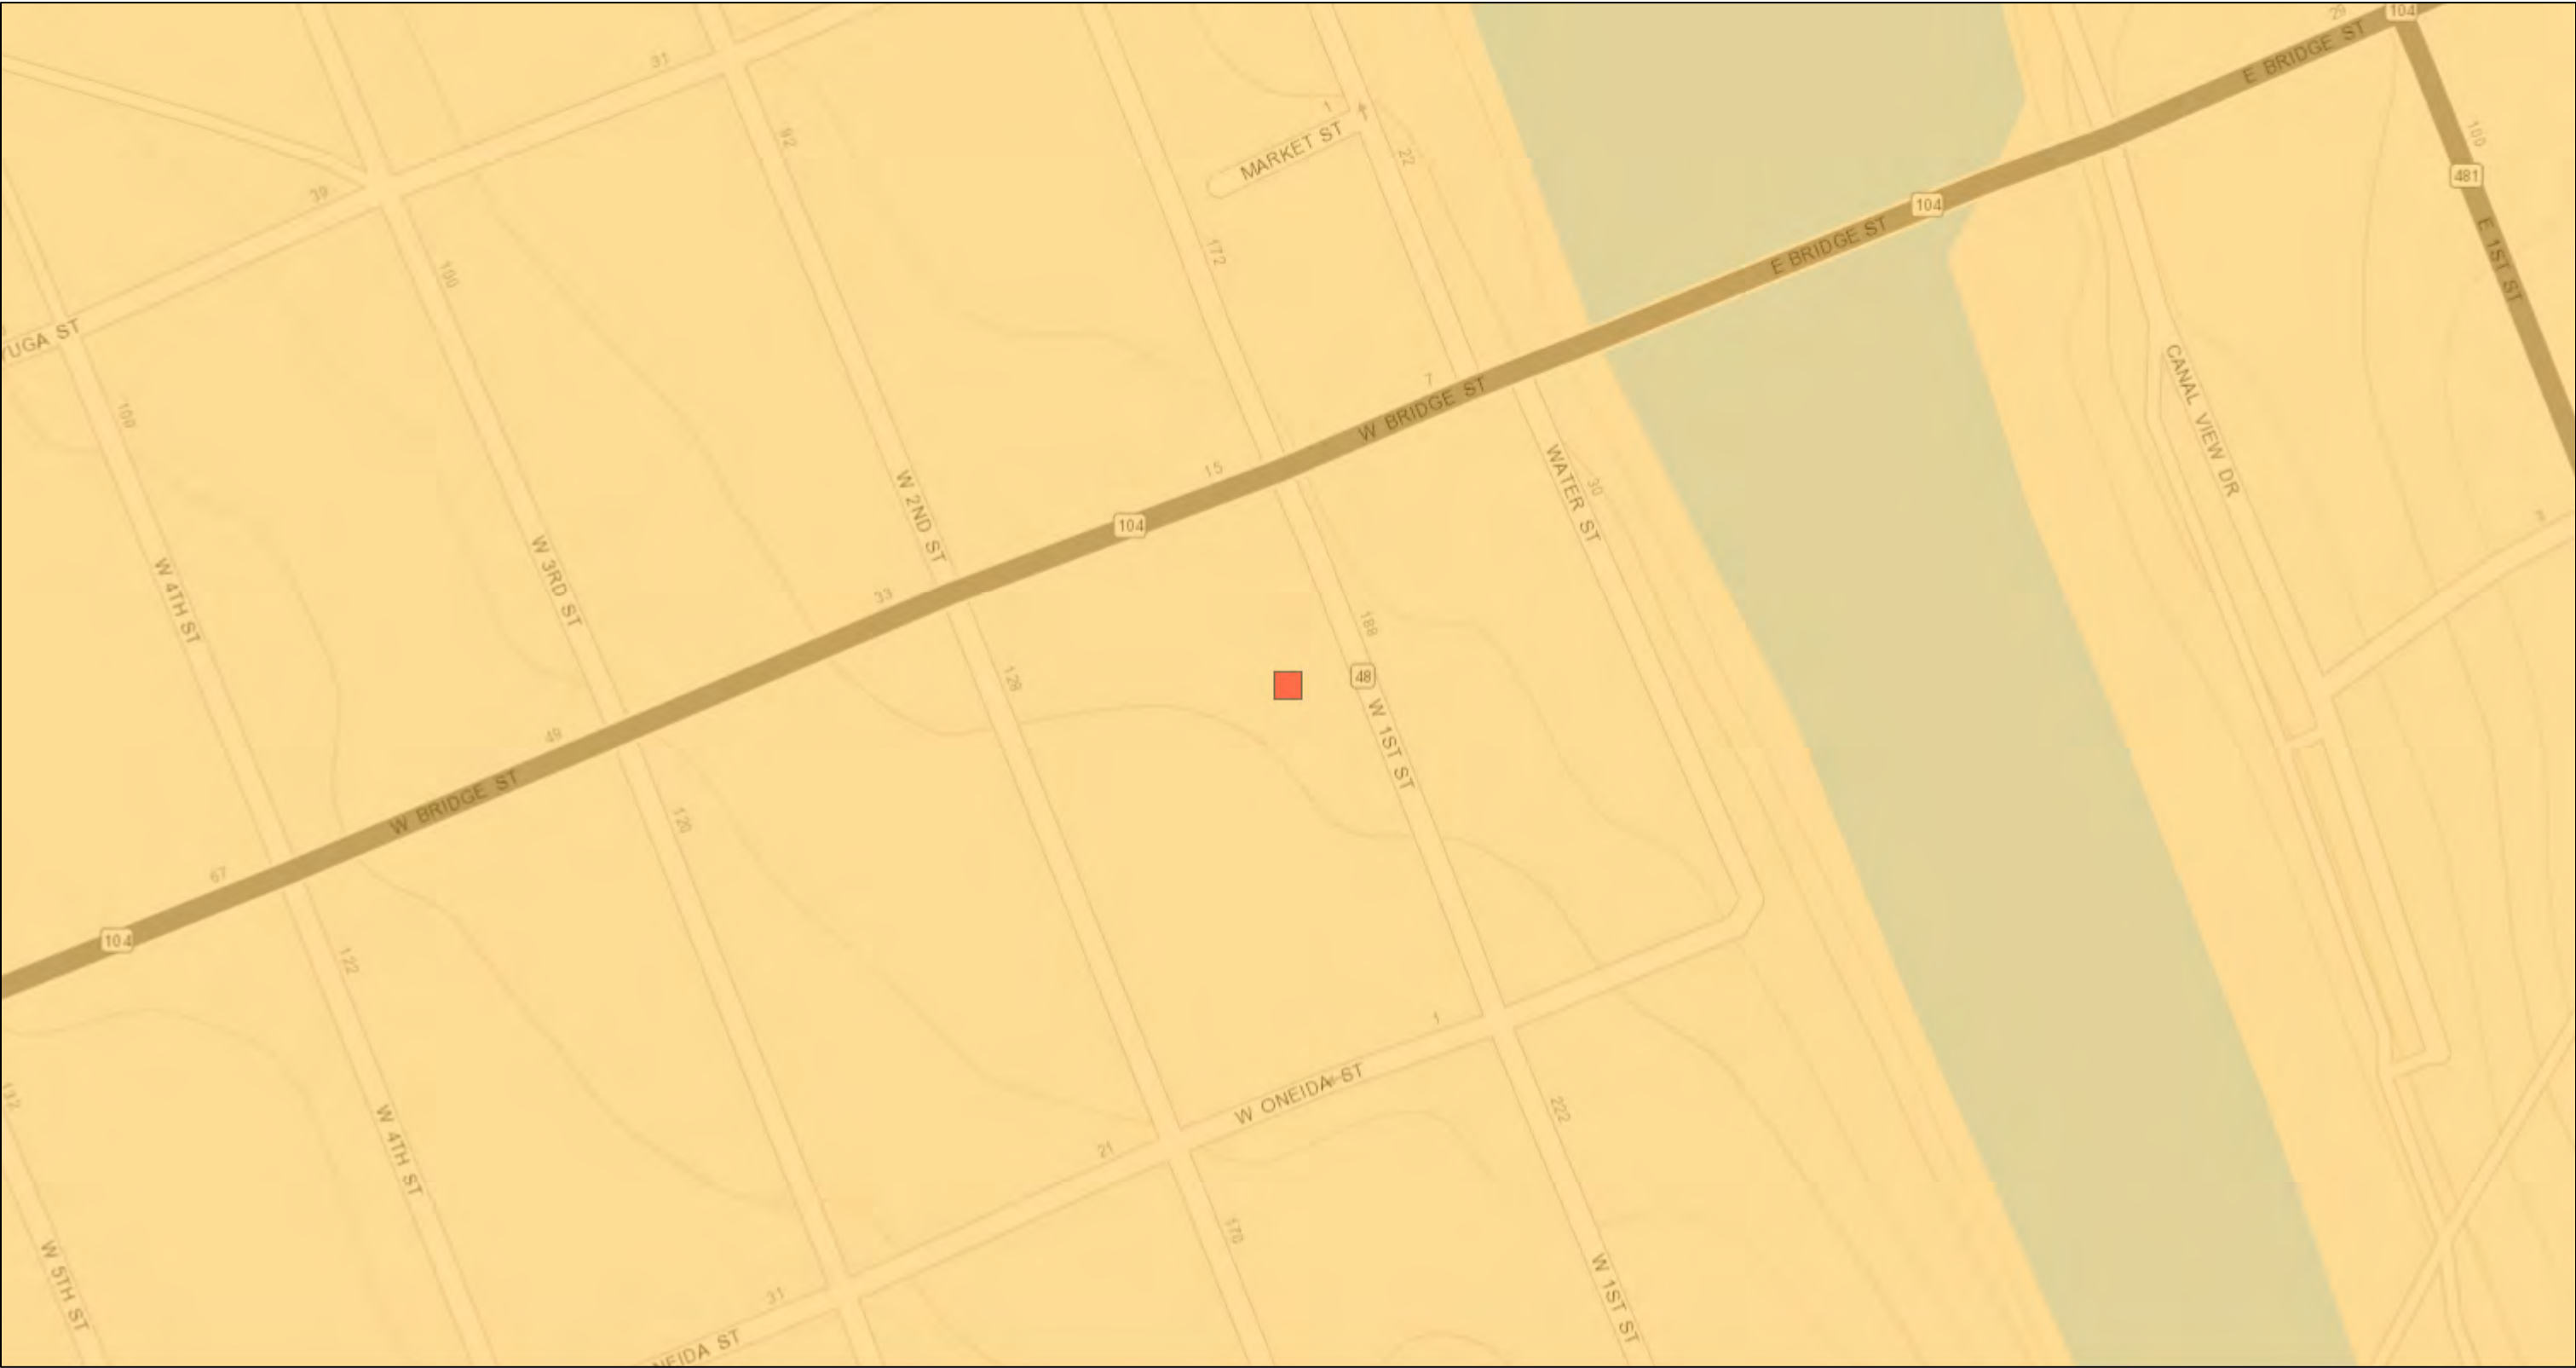 104
29
E BRIDGE ST
91
1
MARKET ST
92
22
100
481
39
104
E BRIDGE ST
172
E 1ST ST
100
YUGA ST
7
W BRIDGE ST
CANAL VIEW DR
100
15
WATER ST
30
W 2ND ST
104
W 3RD ST
W 4TH ST
33
188
128
48
W 1ST ST
49
W BRIDGE ST
120
67
104
122
1
W ONEIDA ST
132
222
21
W 4TH ST
170
W 5TH ST
31
W 1ST ST
NEIDA ST